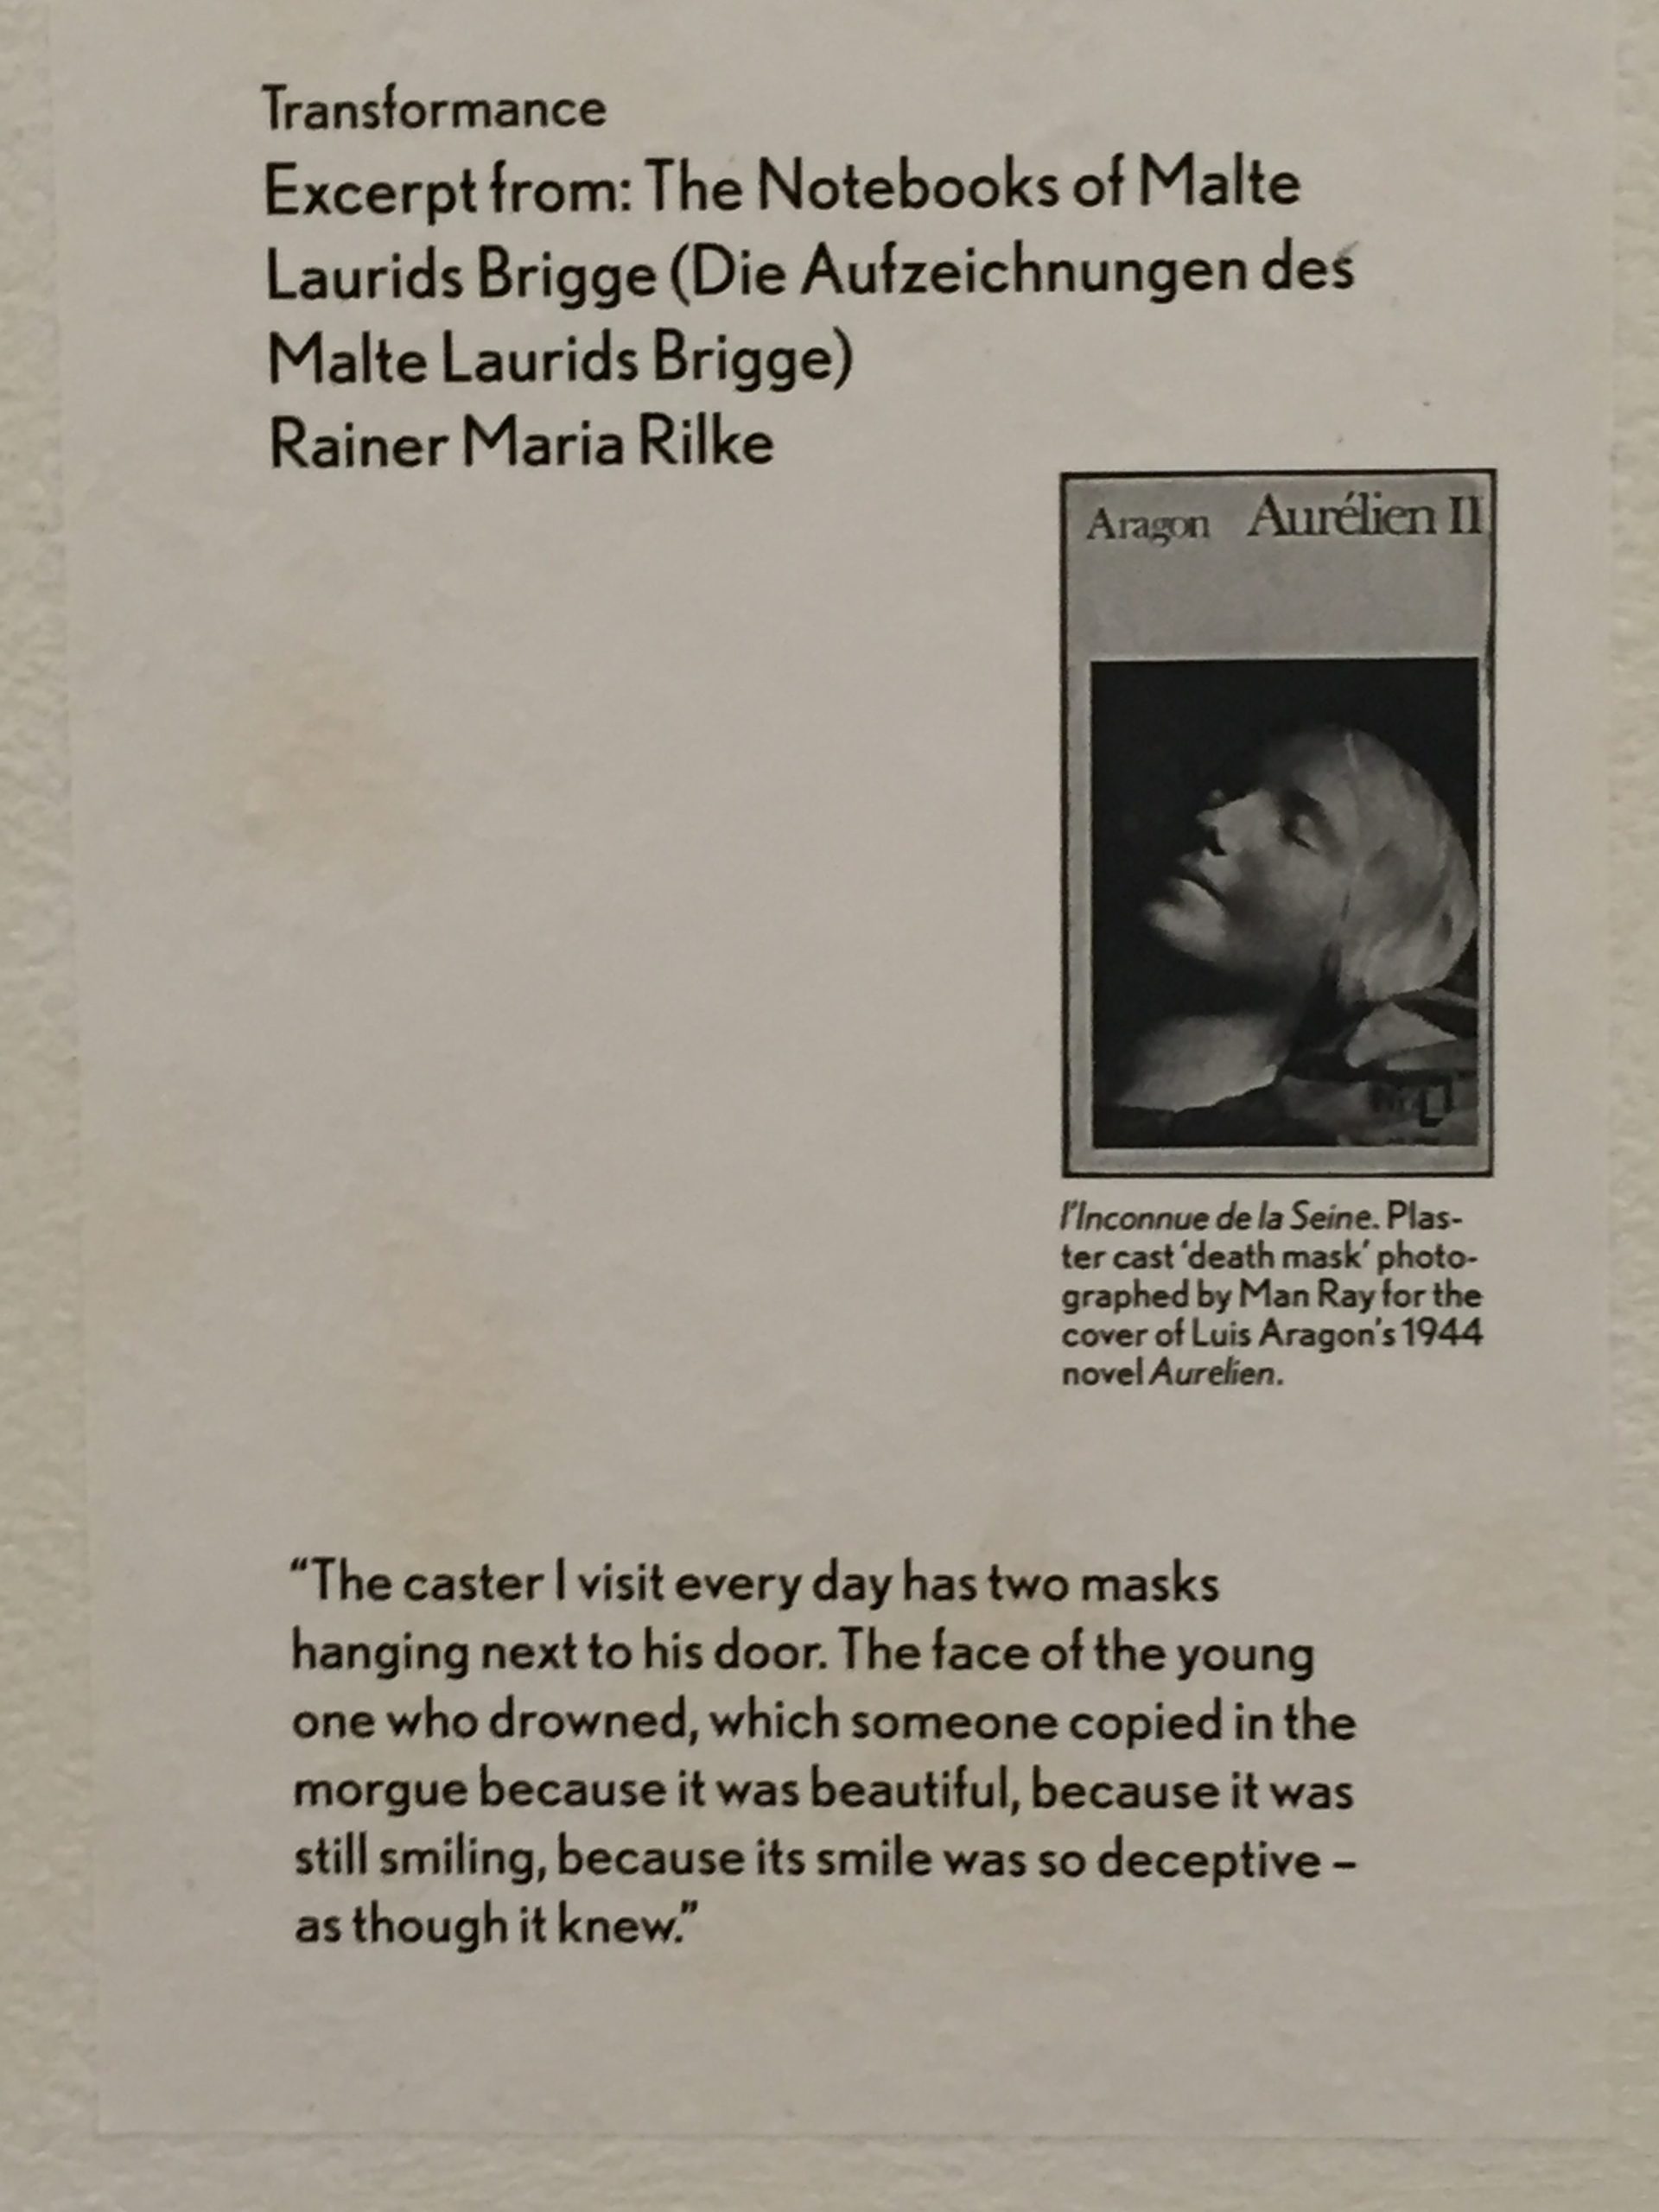 Transformance
Excerpt from: The Notebooks of Malte
Laurids Brigge (Die Aufzeichnungen des
Malte Laurids Brigge)
Rainer Maria Rilke
Aragon Aurélien II
l'Inconnue de la Seine. Plas-
ter cast ‘death mask’ photo-
graphed by Man Ray for the
cover of Luis Aragon's 1944
novel Aurelien.
“The caster I visit every day has two masks
hanging next to his door. The face of the young
one who drowned, which someone copied in the
morgue because it was beautiful, because it was
still smiling, because its smile was so deceptive –
as though it knew.”